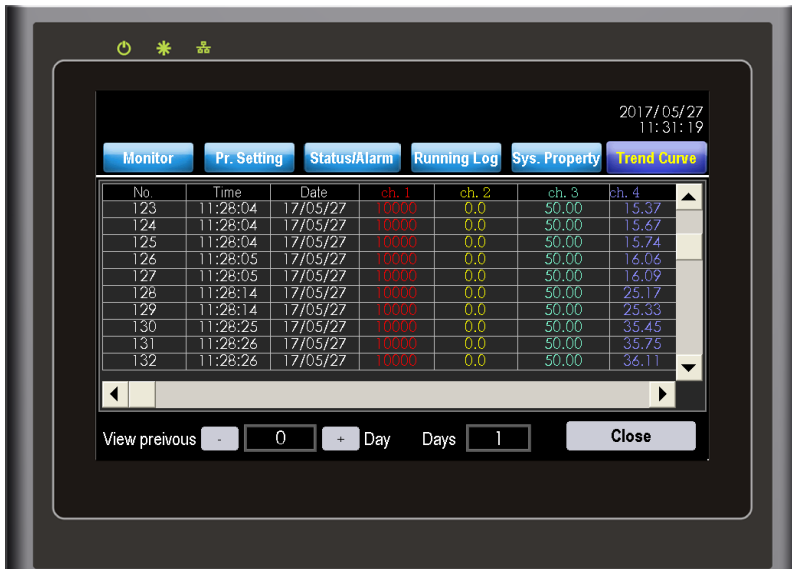 2017/05/27
11:31:19
Monitor Pr. Setting Status/Alarm Running Log Sys. Property Trend Curve
No. Time Date ch. 1 ch. 2 ch. 3 ch. 4
123 11:28:04 17/05/27 10000 0.0 50.00 15.37
124 11:28:04 17/05/27 10000 0.0 50.00 15.67
125 11:28:04 17/05/27 10000 0.0 50.00 15.74
126 11:28:05 17/05/27 10000 0.0 50.00 16.06
127 11:28:05 17/05/27 10000 0.0 50.00 16.09
128 11:28:14 17/05/27 10000 0.0 50.00 25.17
129 11:28:14 17/05/27 10000 0.0 50.00 25.33
130 11:28:25 17/05/27 10000 0.0 50.00 35.45
131 11:28:26 17/05/27 10000 0.0 50.00 35.75
132 11:28:26 17/05/27 10000 0.0 50.00 36.11
View preivous - 0 + Day Days 1 Close